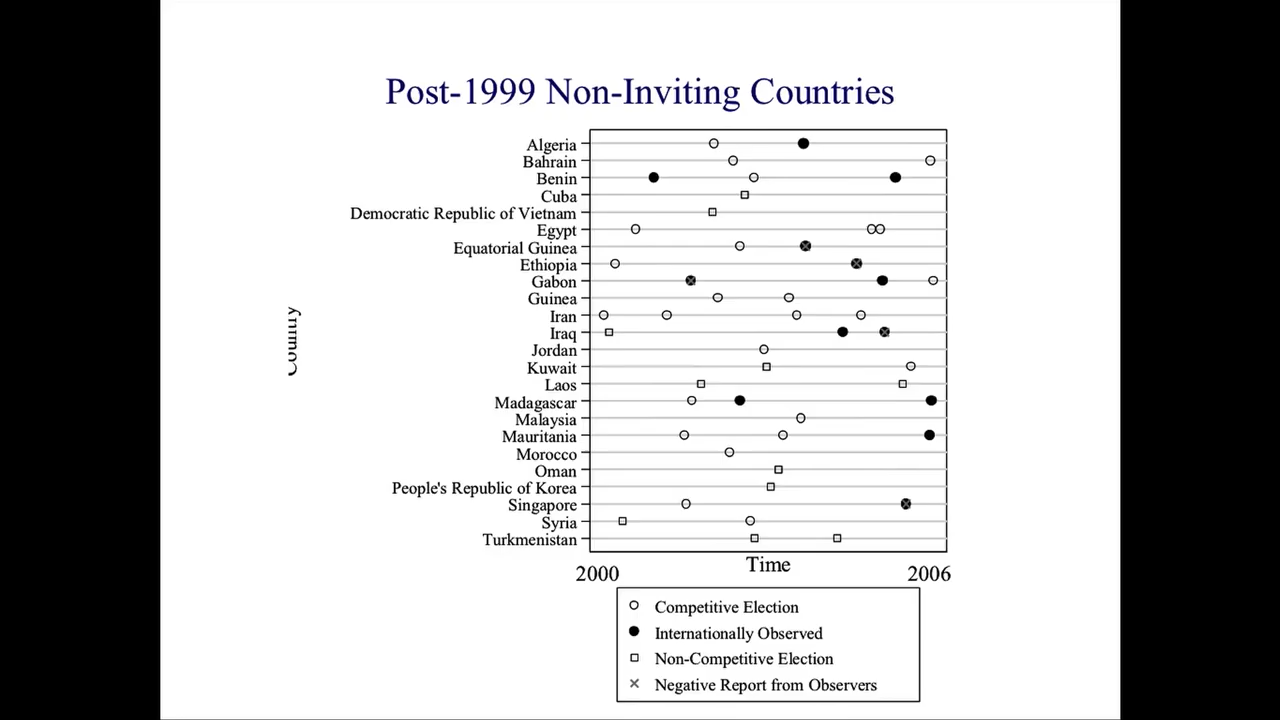 Post-1999 Non-Inviting Countries
Algeria
Bahrain
Benin
Cuba
Democratic Republic of Vietnam
Egypt
Equatorial Guinea
Ethiopia
Gabon
Guinea
Iran
Iraq
Jordan
Kuwait
Laos
Madagascar
Malaysia
Mauritania
Morocco
Oman
People's Republic of Korea
Singapore
Syria
Turkmenistan
Country
Time
2000
2006
Competitive Election
Internationally Observed
Non-Competitive Election
Negative Report from Observers